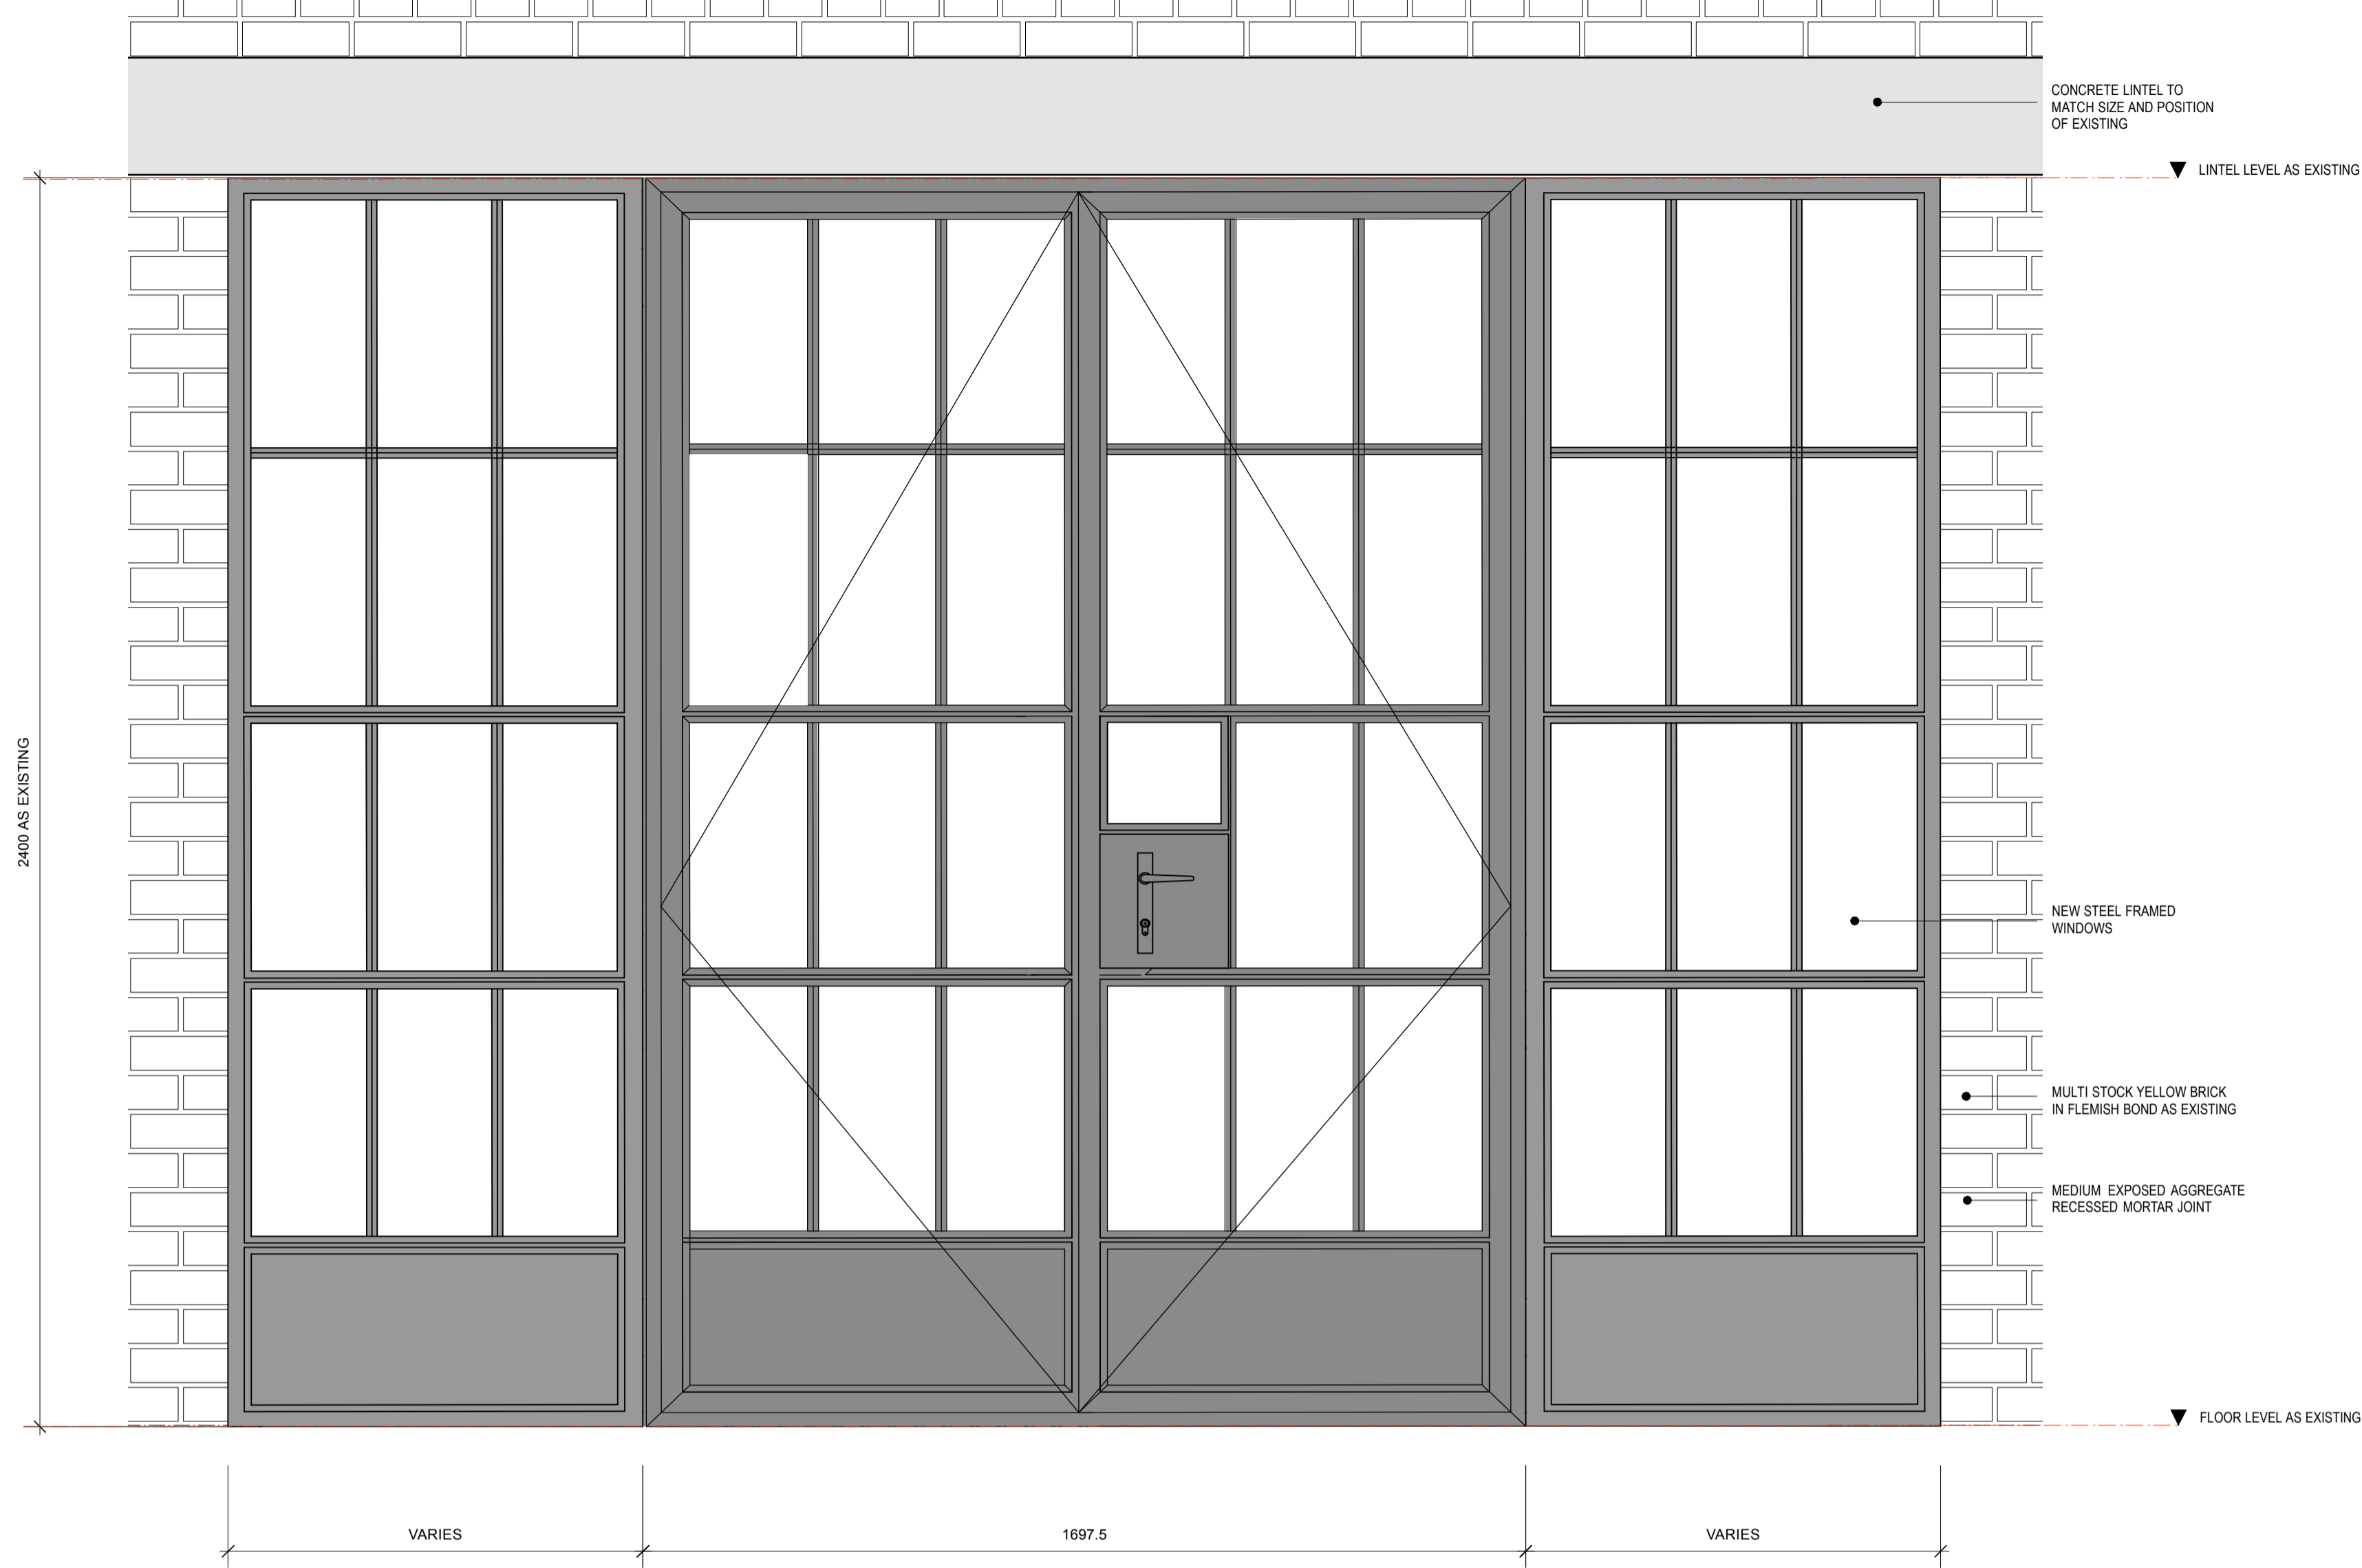 CONCRETE LINTEL TO
MATCH SIZE AND POSITION
OF EXISTING
LINTEL LEVEL AS EXISTING
2400 AS EXISTING
NEW STEEL FRAMED
WINDOWS
MULTI STOCK YELLOW BRICK
IN FLEMISH BOND AS EXISTING
MEDIUM EXPOSED AGGREGATE
RECESSED MORTAR JOINT
FLOOR LEVEL AS EXISTING
VARIES
1697.5
VARIES